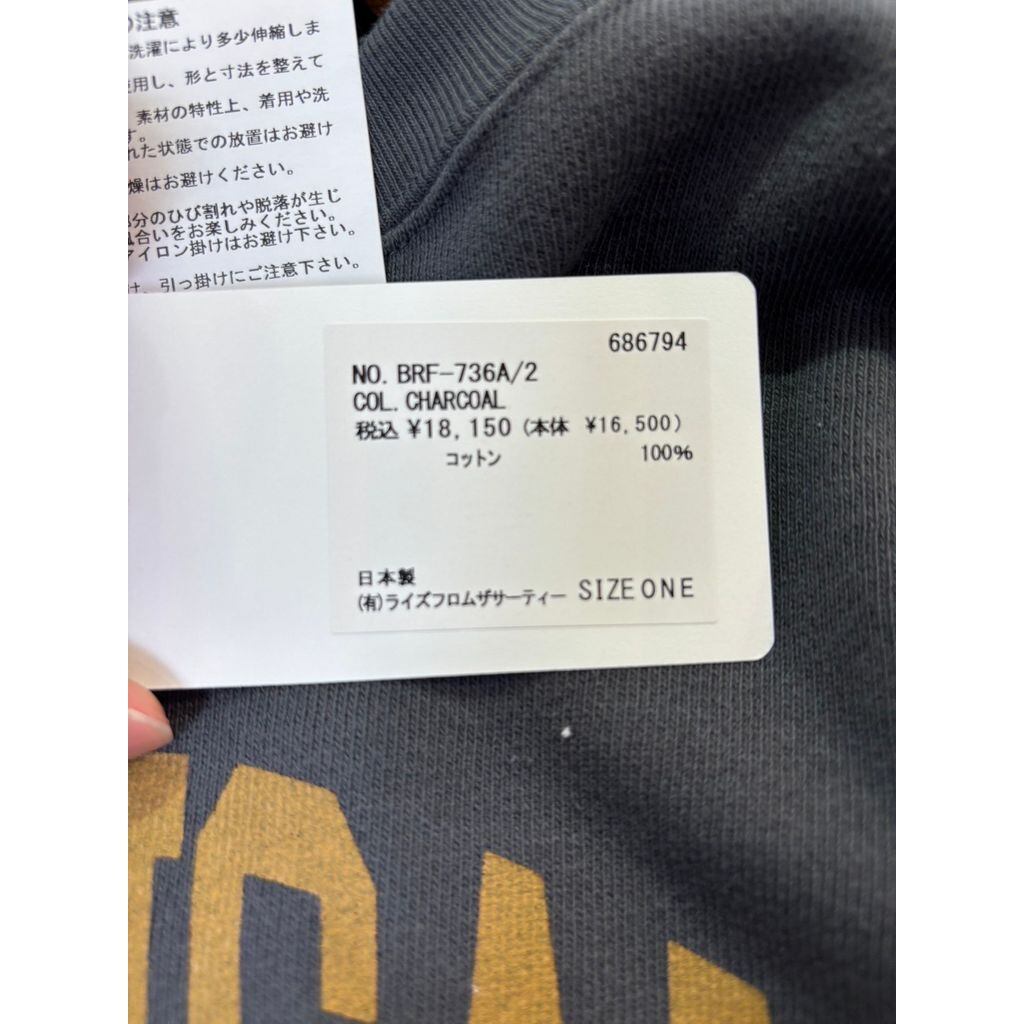 の注意
洗濯により多少伸縮しま
使用し、形と寸法を整えて
素材の特性上、着用や洗
す。
れた状態での放置はお避け
燥はお避けください。
部分のひび割れや脱落が生じ
風合いをお楽しみください。
アイロン掛けはお避け下さい。
け、引っ掛けにご注意下さい。
686794
NO. BRF-736A/2
COL. CHARCOAL
税込 ¥18,150 (本体 ¥16,500)
コットン 100%
日本製
(有)ライズフロムザサーティー SIZE ONE